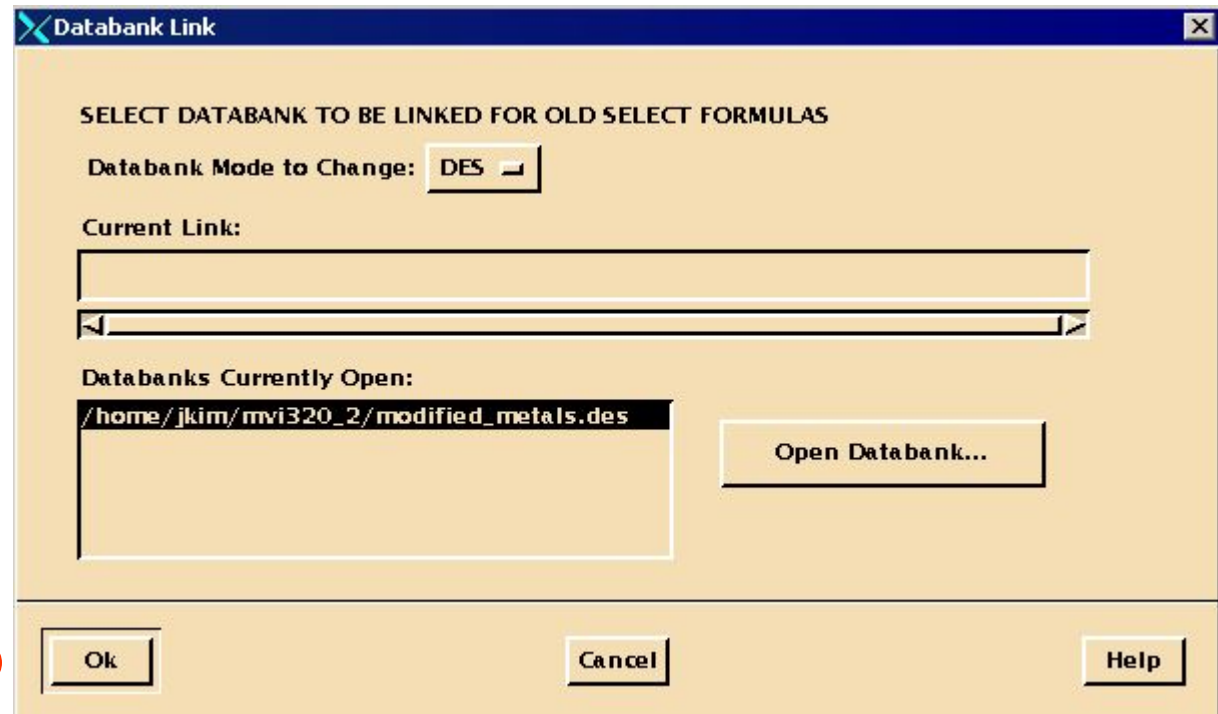 Databank Link
SELECT DATABANK TO BE LINKED FOR OLD SELECT FORMULAS
Databank Mode to Change: DES
Current Link:
Databanks Currently Open:
/home/jkim/mvi320_2/modified_metals.des
Open Databank...
Ok Cancel Help